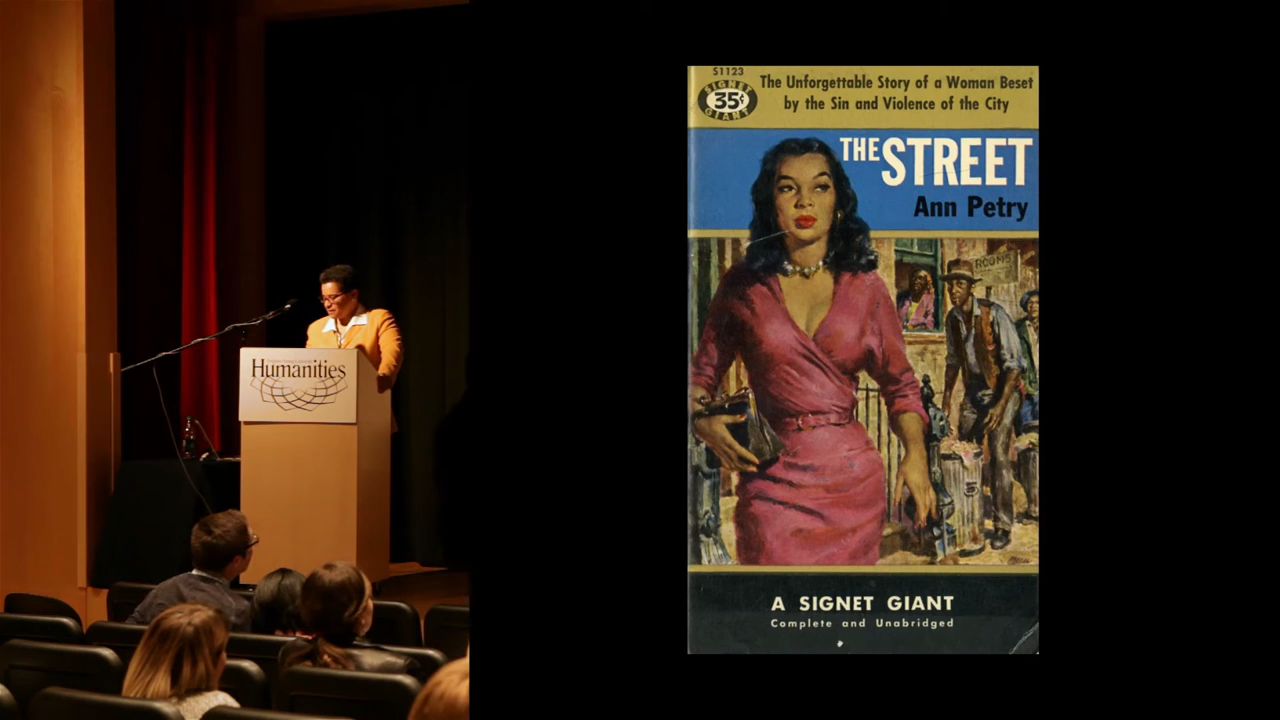 Humanities
S1123
SIGNET
35¢
GIANT
The Unforgettable Story of a Woman Beset
by the Sin and Violence of the City
THE STREET
Ann Petry
ROOMS
A SIGNET GIANT
Complete and Unabridged